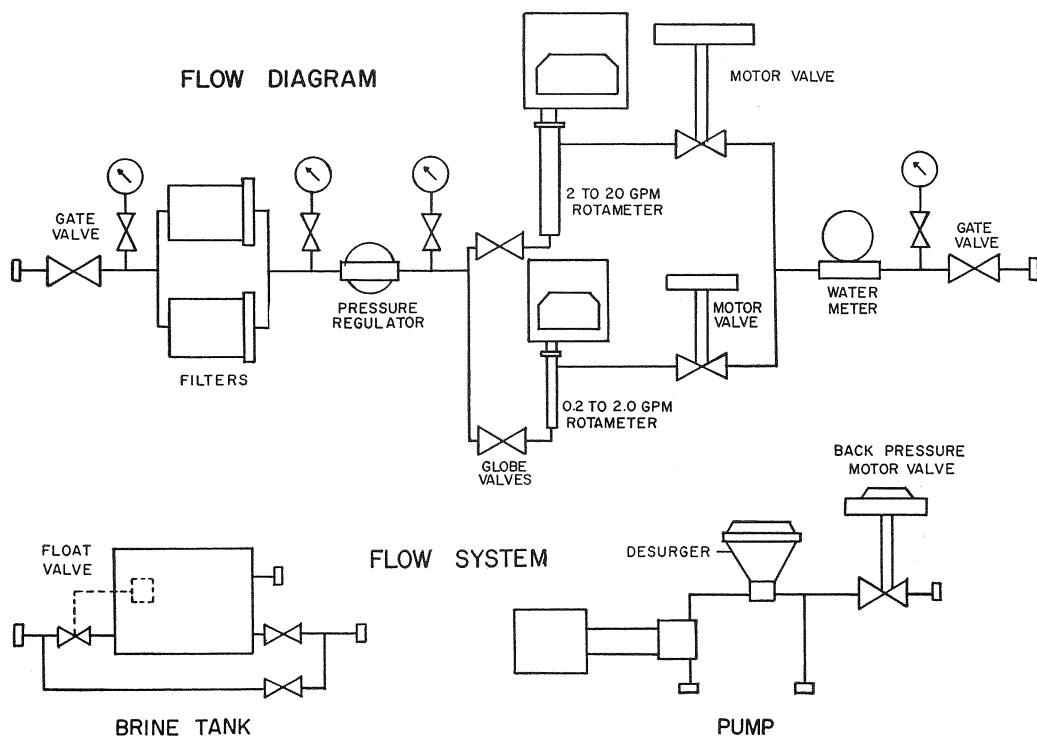 FLOW DIAGRAM
MOTOR VALVE
GATE
VALVE
2 TO 20 GPM
ROTAMETER
GATE
VALVE
PRESSURE
REGULATOR
MOTOR
VALVE
WATER
METER
FILTERS
0.2 TO 2.0 GPM
ROTAMETER
GLOBE
VALVES
BACK PRESSURE
MOTOR VALVE
FLOAT
VALVE
FLOW SYSTEM
DESURGER
BRINE TANK
PUMP